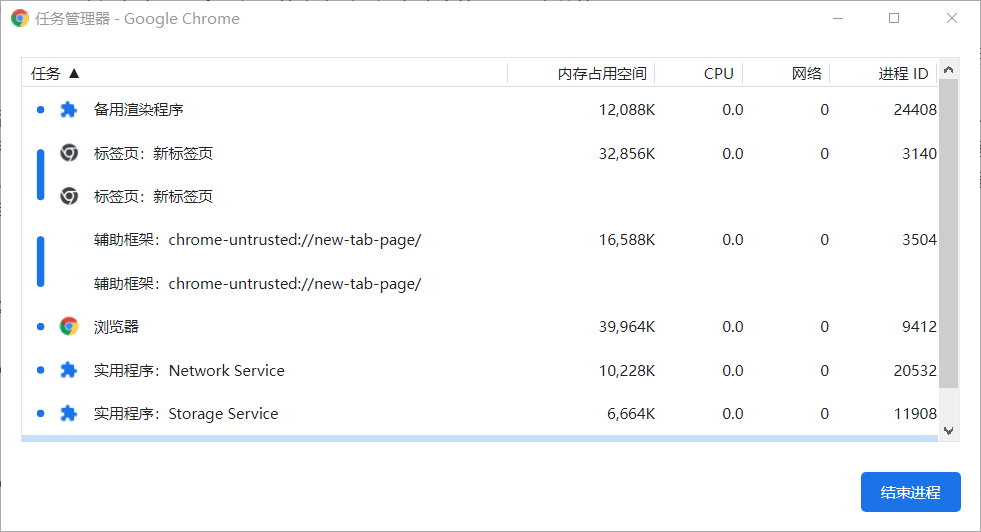 任务管理器 - Google Chrome
任务 ▲ 内存占用空间 CPU 网络 进程 ID
备用渲染程序 12,088K 0.0 0 24408
标签页：新标签页 32,856K 0.0 0 3140
标签页：新标签页
辅助框架：chrome-untrusted://new-tab-page/ 16,588K 0.0 0 3504
辅助框架：chrome-untrusted://new-tab-page/
浏览器 39,964K 0.0 0 9412
实用程序：Network Service 10,228K 0.0 0 20532
实用程序：Storage Service 6,664K 0.0 0 11908
结束进程